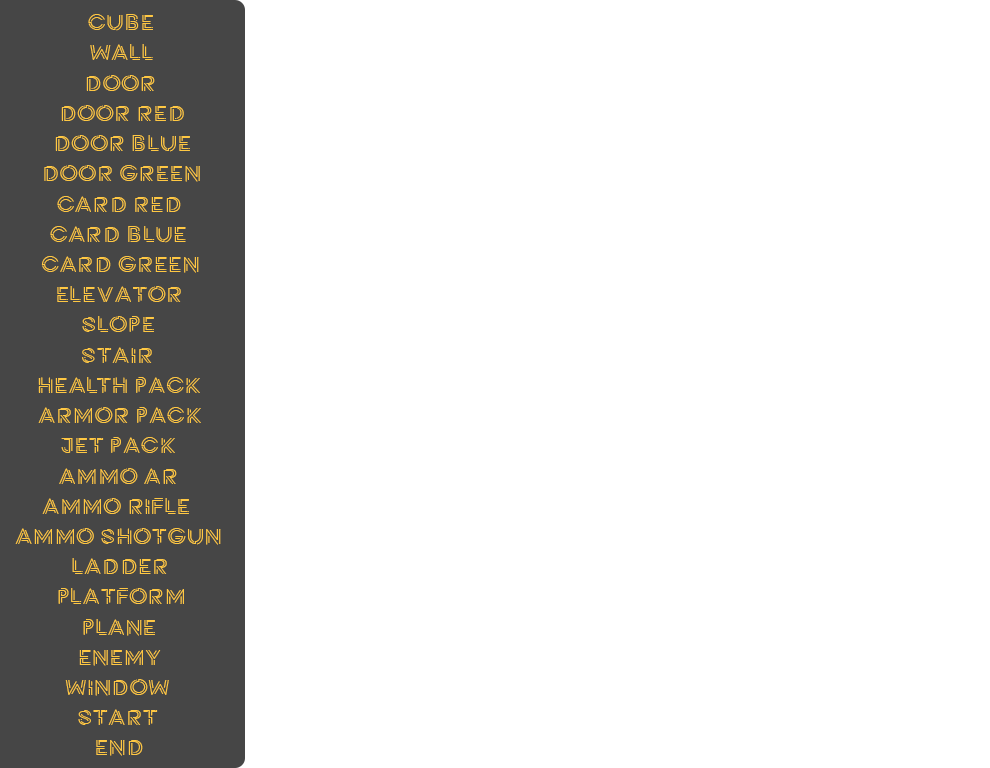 CUBE
WALL
DOOR
DOOR RED
DOOR BLUE
DOOR GREEN
CARD RED
CARD BLUE
CARD GREEN
ELEVATOR
SLOPE
STAIR
HEALTH PACK
ARMOR PACK
JET PACK
AMMO AR
AMMO RIFLE
AMMO SHOTGUN
LADDER
PLATFORM
PLANE
ENEMY
WINDOW
START
END